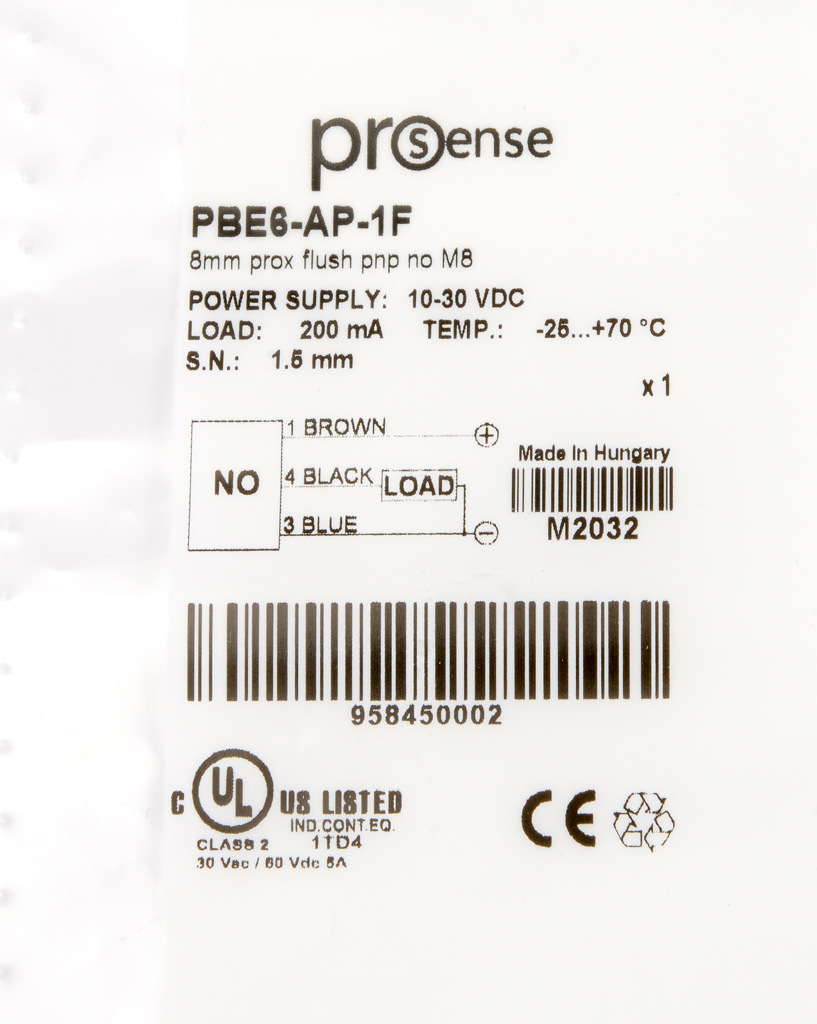 prosense
PBE6-AP-1F
8mm prox flush pnp no M8
POWER SUPPLY: 10-30 VDC
LOAD: 200 mA TEMP.: -25...+70 °C
S.N.: 1.5 mm
x 1
1 BROWN +
NO 4 BLACK LOAD
3 BLUE −
Made In Hungary
M2032
958450002
C UL US LISTED
IND.CONT.EQ.
CLASS 2 1TD4
30 Vac / 60 Vdc 5A
CE